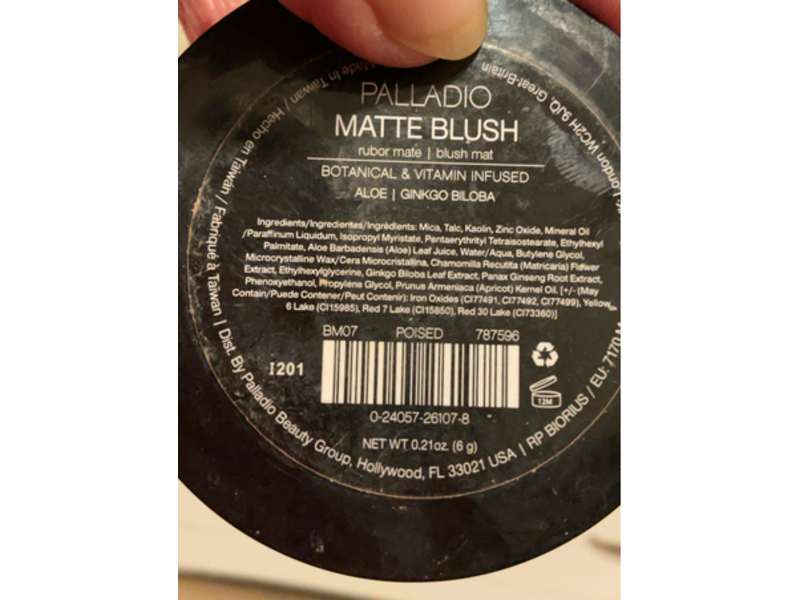 PALLADIO
MATTE BLUSH
rubor mate | blush mat
BOTANICAL & VITAMIN INFUSED
ALOE | GINKGO BILOBA
Ingredients/Ingredientes/Ingrédients: Mica, Talc, Kaolin, Zinc Oxide, Mineral Oil
/Paraffinum Liquidum, Isopropyl Myristate, Pentaerythrityl Tetraisostearate, Ethylhexyl
Palmitate, Aloe Barbadensis (Aloe) Leaf Juice, Water/Aqua, Butylene Glycol,
Microcrystalline Wax/Cera Microcristallina, Chamomilla Recutita (Matricaria) Flower
Extract, Ethylhexylglycerine, Ginkgo Biloba Leaf Extract, Panax Ginseng Root Extract,
Phenoxyethanol, Propylene Glycol, Prunus Armeniaca (Apricot) Kernel Oil. [+/- (May
Contain/Puede Contener/Peut Contenir): Iron Oxides (CI77491, CI77492, CI77499), Yellow
6 Lake (CI15985), Red 7 Lake (CI15850), Red 30 Lake (CI73360)]
BM07 POISED 787596
I201
12M
0-24057-26107-8
NET WT 0.21oz. (6 g)
Made in Taiwan / Hecho en Taiwán / Fabriqué à Taiwan | Dist. By Palladio Beauty Group, Hollywood, FL 33021 USA | RP BIORIUS / EU: 7170
London WC2H 9JQ, Great-Britain